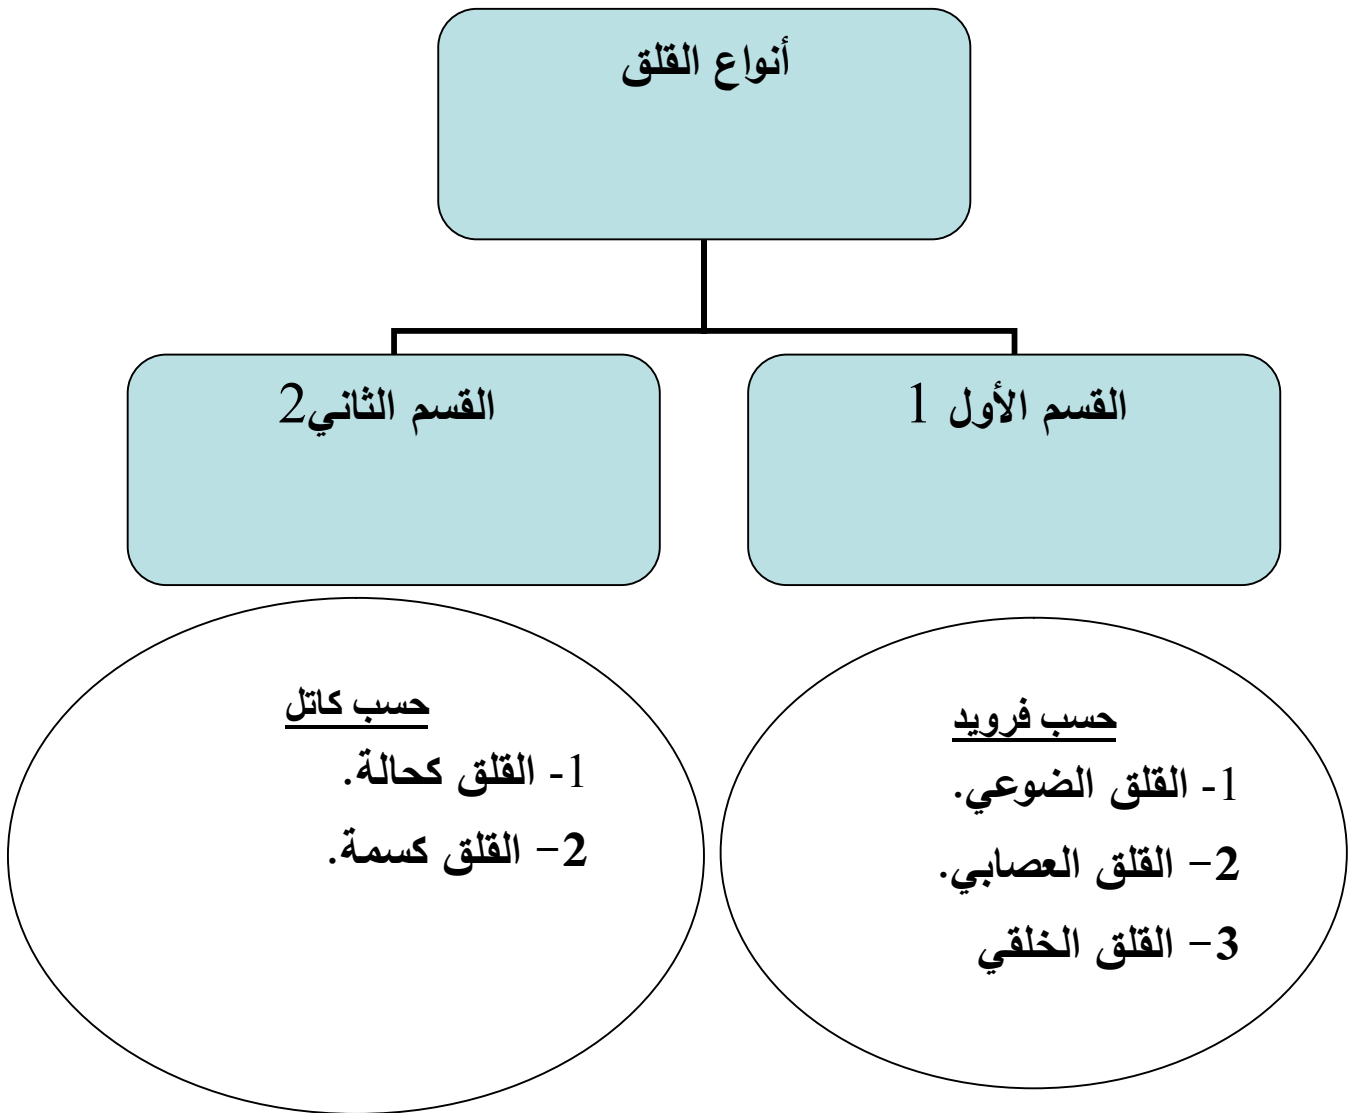 أنواع القلق
القسم الأول 1
القسم الثاني2
حسب فرويد
1- القلق الضوعي.
2- القلق العصابي.
3- القلق الخلقي
حسب كاتل
1- القلق كحالة.
2- القلق كسمة.